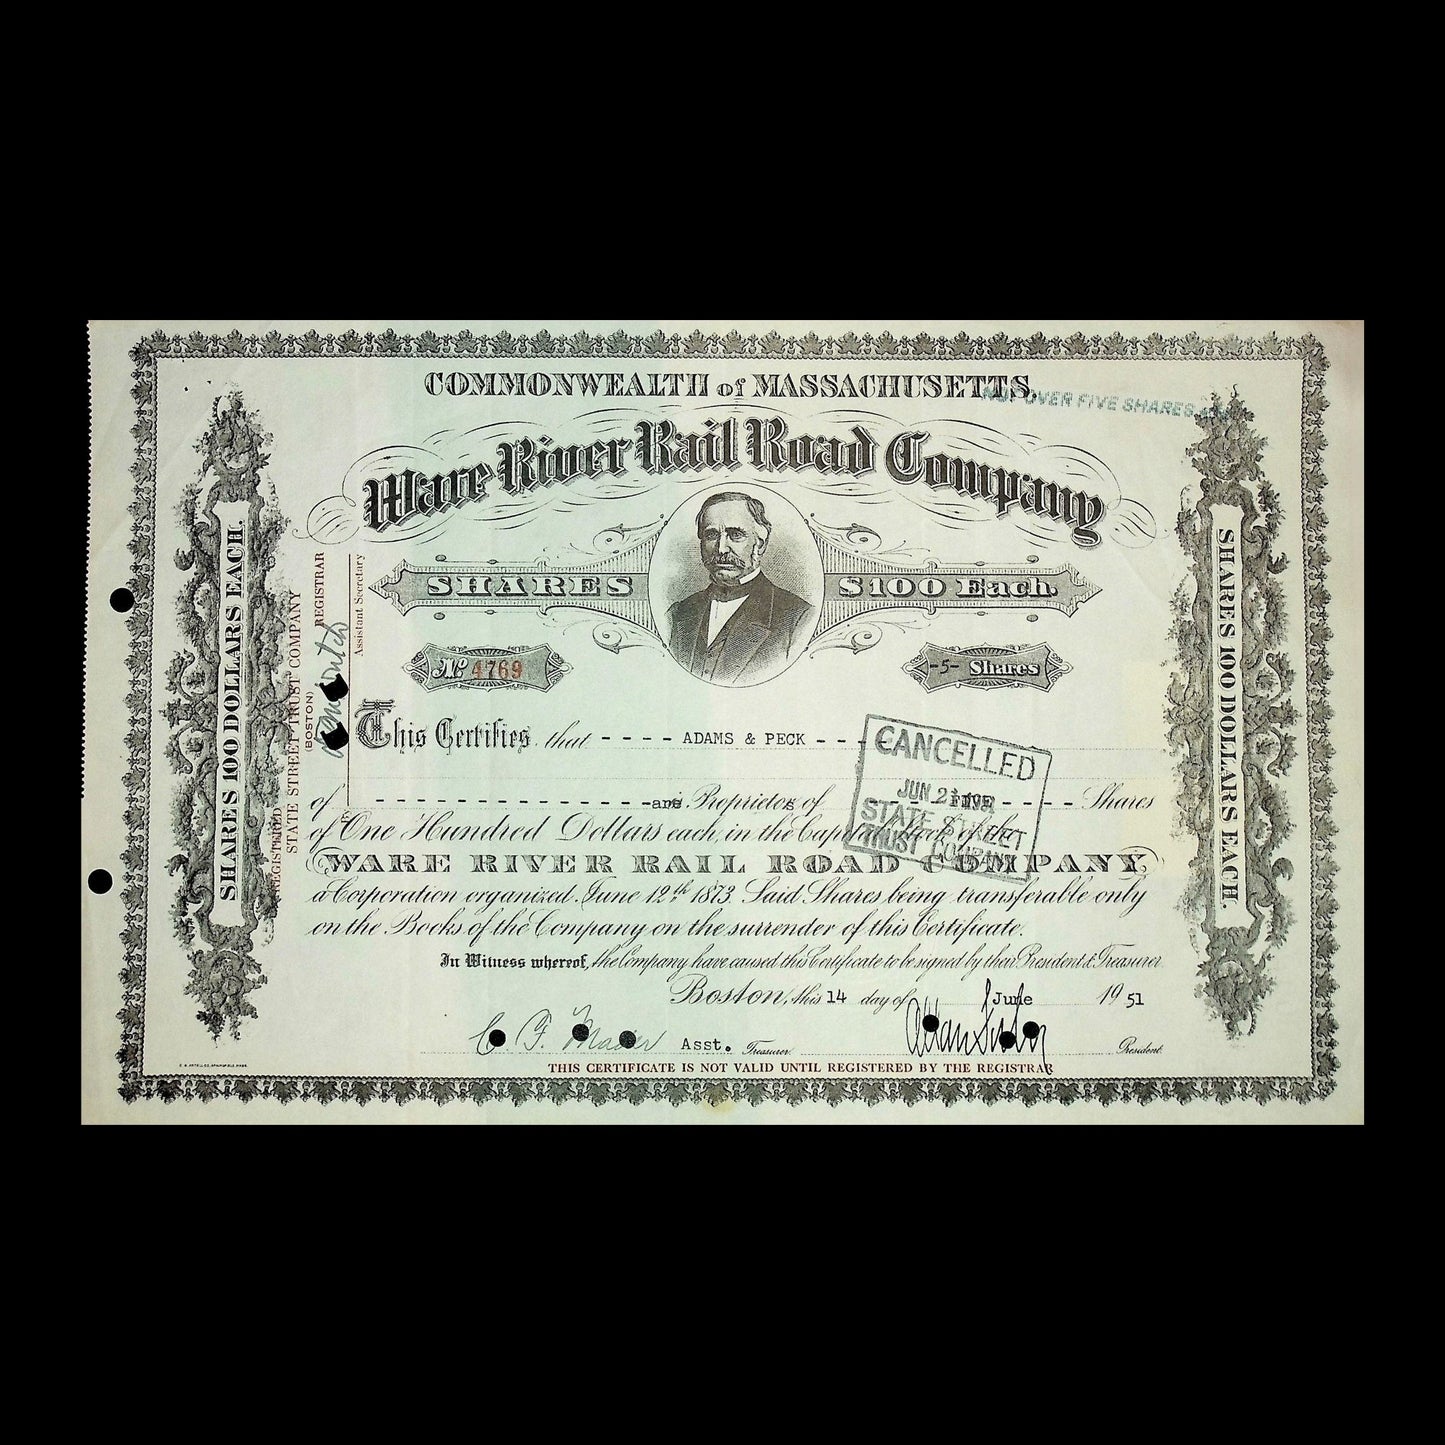 COMMONWEALTH of MASSACHUSETTS.
NOT OVER FIVE SHARES
Ware River Rail Road Company
SHARES $100 Each.
No 4769
-5- Shares
This Certifies that - - - - ADAMS & PECK - - -
of - - - are Proprietors of FIVE - - - - Shares
of One Hundred Dollars each, in the Capital Stock of the
WARE RIVER RAIL ROAD COMPANY
a Corporation organized June 12th 1873. Said Shares being transferable only
on the Books of the Company on the surrender of this Certificate.
In Witness whereof, the Company have caused this Certificate to be signed by their President & Treasurer.
Boston, this 14 day of June 1951
Asst. Treasurer. President.
THIS CERTIFICATE IS NOT VALID UNTIL REGISTERED BY THE REGISTRAR
CANCELLED
JUN
STATE STREET
TRUST COMPANY
SHARES 100 DOLLARS EACH.
REGISTERED
STATE STREET TRUST COMPANY
(BOSTON)
REGISTRAR
Assistant Secretary
SHARES 100 DOLLARS EACH.